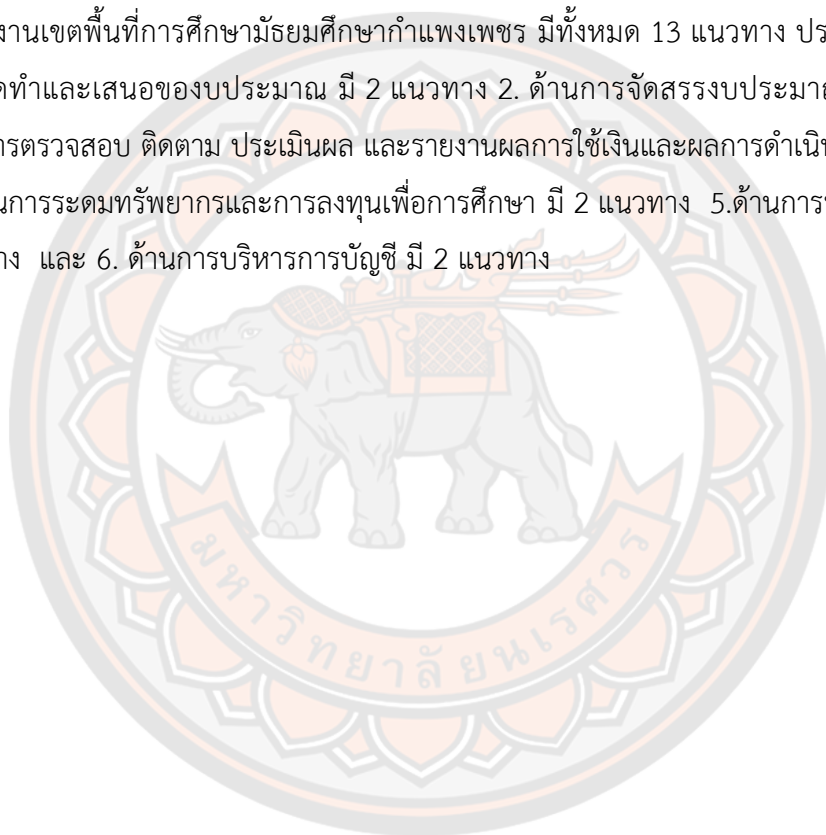 งานเขตพื้นที่การศึกษามัธยมศึกษากำแพงเพชร มีทั้งหมด 13 แนวทาง ปร
ทำและเสนอของบประมาณ มี 2 แนวทาง 2. ด้านการจัดสรรงบประมาณ
ารตรวจสอบ ติดตาม ประเมินผล และรายงานผลการใช้เงินและผลการดำเนิน
นการระดมทรัพยากรและการลงทุนเพื่อการศึกษา มี 2 แนวทาง 5.ด้านการ
าง และ 6. ด้านการบริหารการบัญชี มี 2 แนวทาง
มหาวิทยาลัยนเรศวร